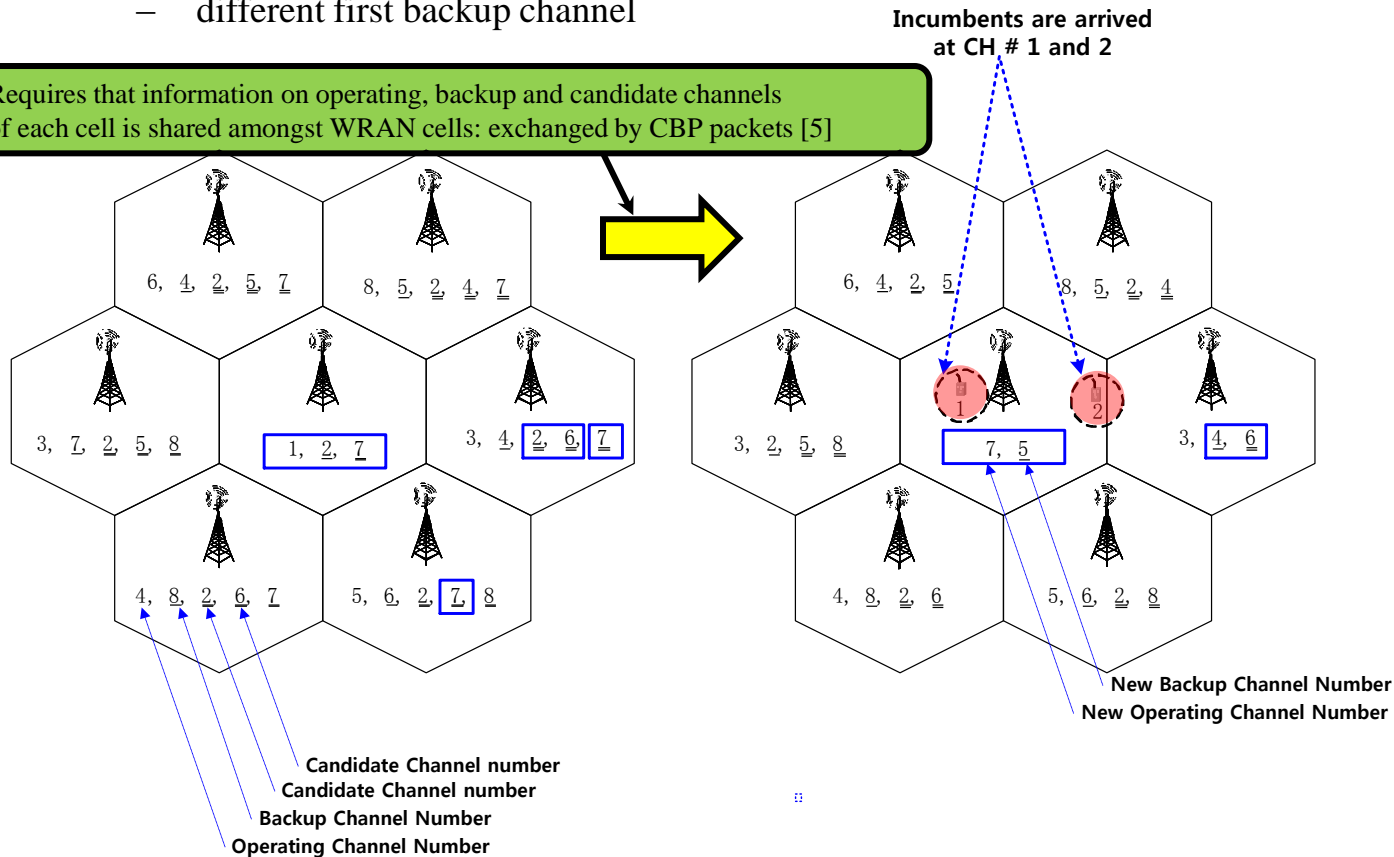 – different first backup channel
Incumbents are arrived
at CH # 1 and 2
Requires that information on operating, backup and candidate channels
of each cell is shared amongst WRAN cells: exchanged by CBP packets [5]
6, 4, 2, 5, 7
8, 5, 2, 4, 7
3, 7, 2, 5, 8
1, 2, 7
3, 4, 2, 6, 7
4, 8, 2, 6, 7
5, 6, 2, 7, 8
Candidate Channel number
Candidate Channel number
Backup Channel Number
Operating Channel Number
6, 4, 2, 5
8, 5, 2, 4
1
2
3, 2, 5, 8
7, 5
3, 4, 6
4, 8, 2, 6
5, 6, 2, 8
New Backup Channel Number
New Operating Channel Number